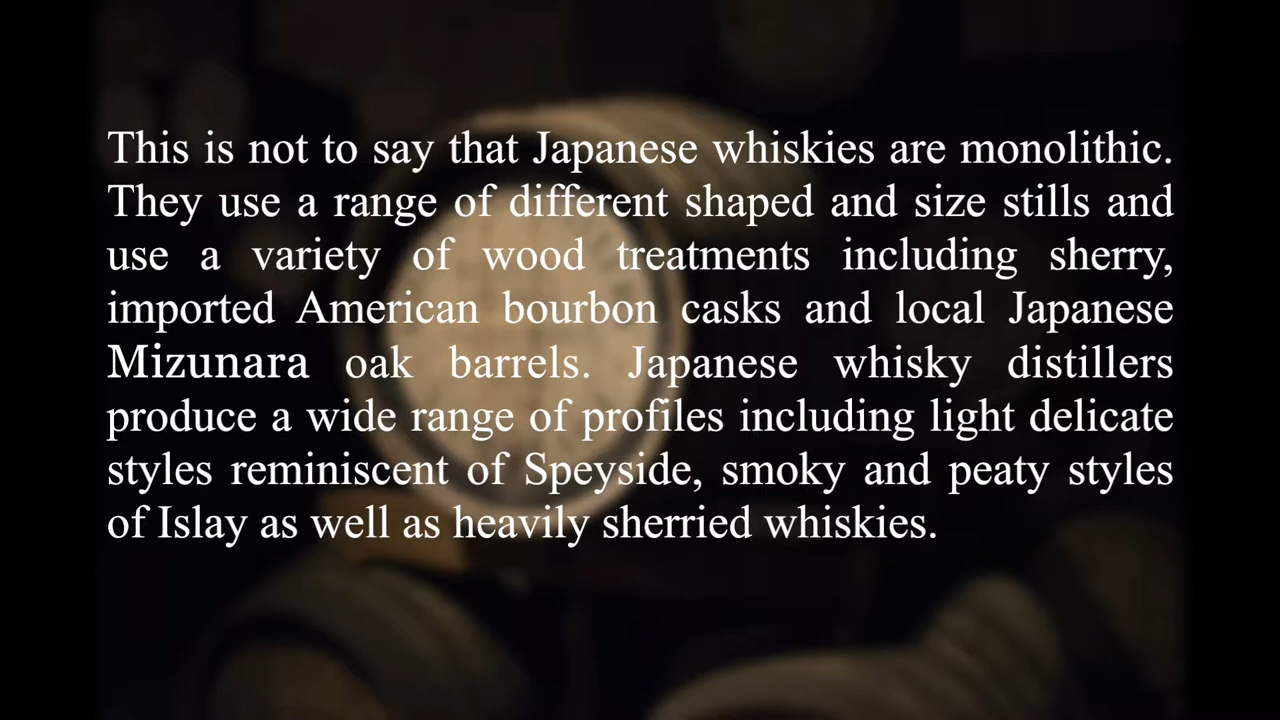 This is not to say that Japanese whiskies are monolithic.
They use a range of different shaped and size stills and
use a variety of wood treatments including sherry,
imported American bourbon casks and local Japanese
Mizunara oak barrels. Japanese whisky distillers
produce a wide range of profiles including light delicate
styles reminiscent of Speyside, smoky and peaty styles
of Islay as well as heavily sherried whiskies.